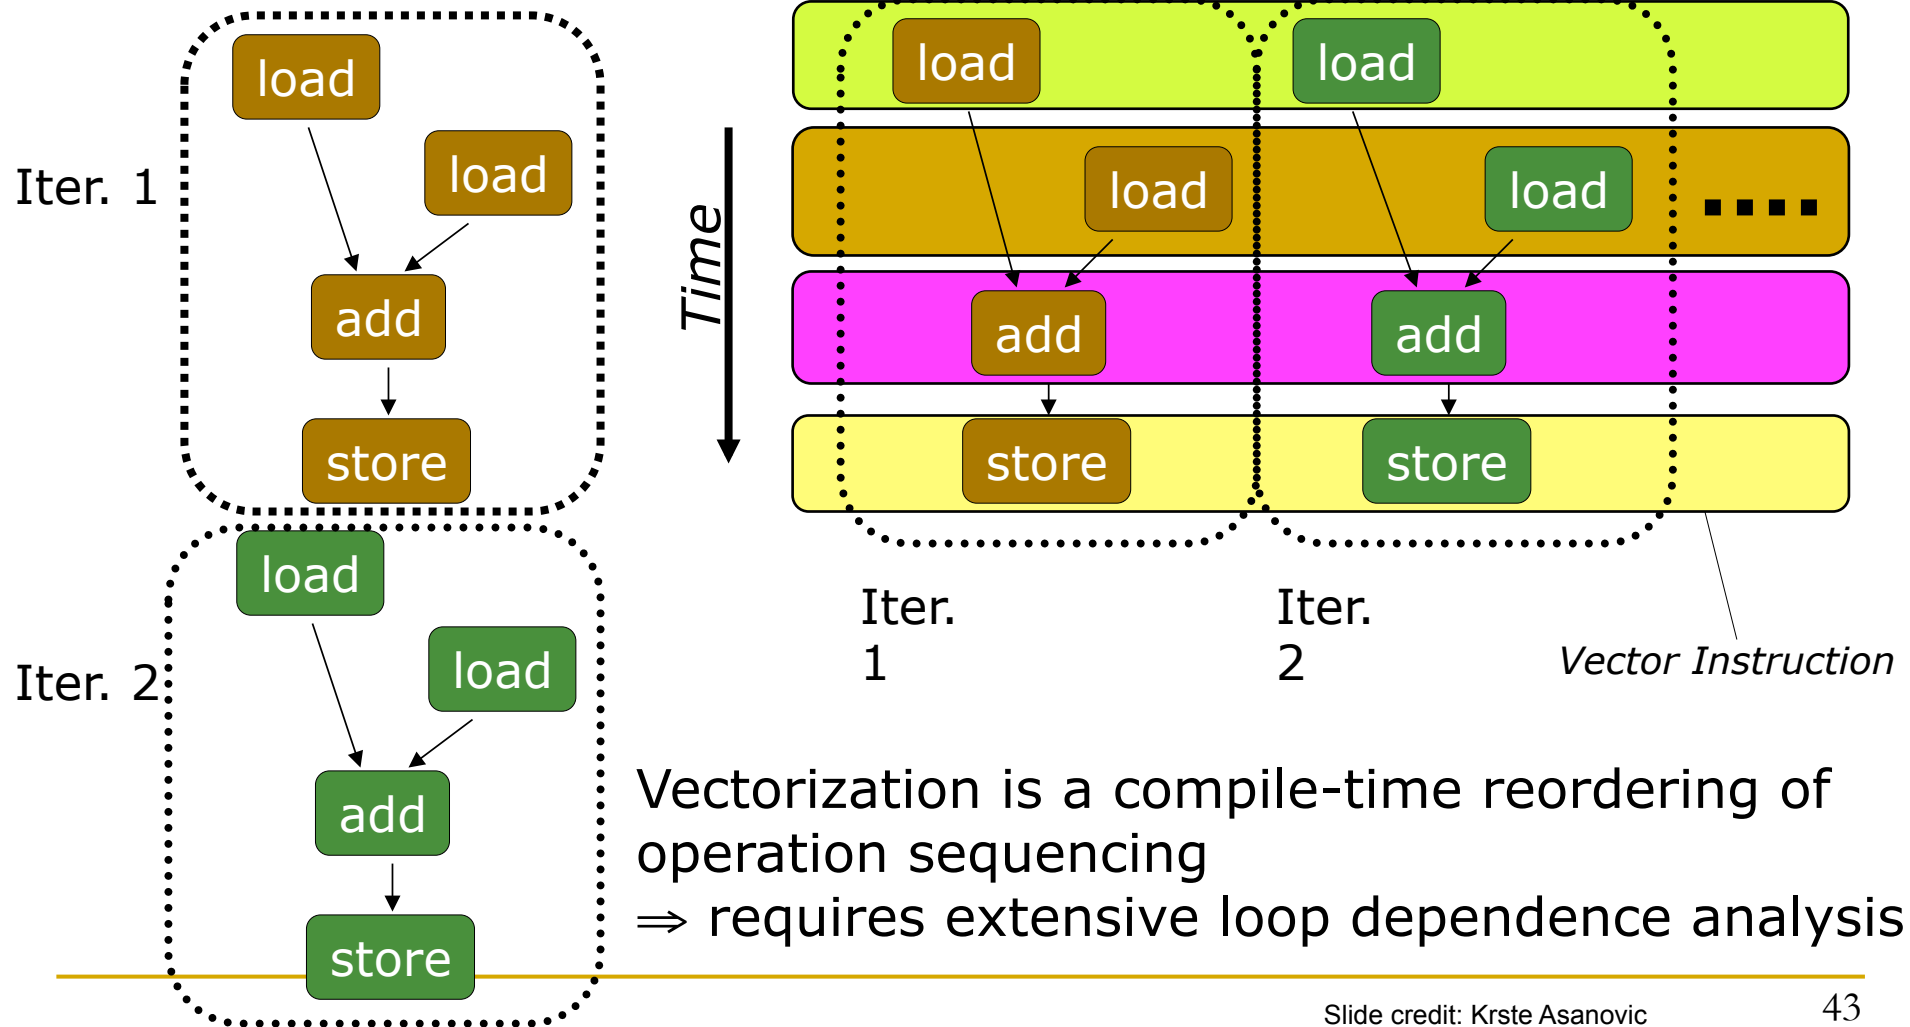 Iter. 1
load
load
add
store
Iter. 2
load
load
add
store
Time
load
load
load
load
....
add
add
store
store
Iter.
1
Iter.
2
Vector Instruction
Vectorization is a compile-time reordering of
operation sequencing
⇒ requires extensive loop dependence analysis
Slide credit: Krste Asanovic
43